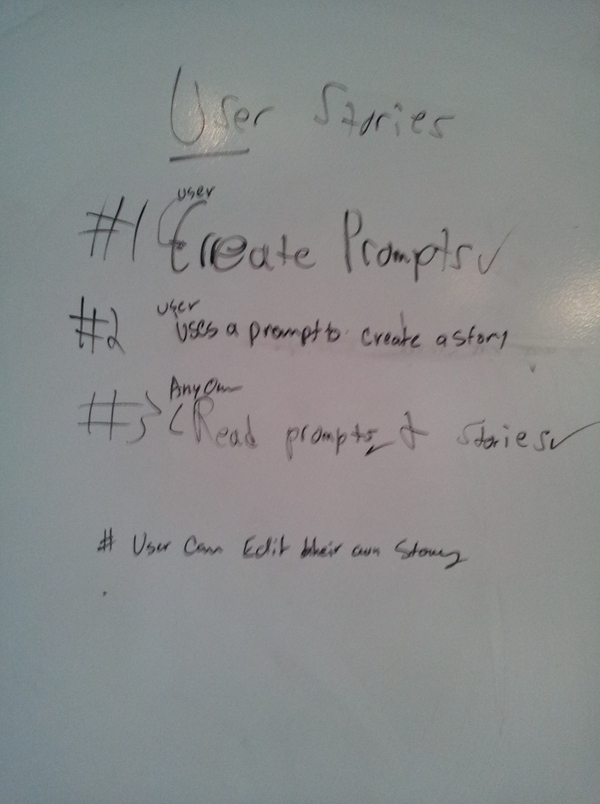 User Stories
user
#1 Create Prompts ✓
user
#2 uses a prompt to create a story
AnyOne
#3 Read prompts & stories ✓
# User Can Edit their own Story